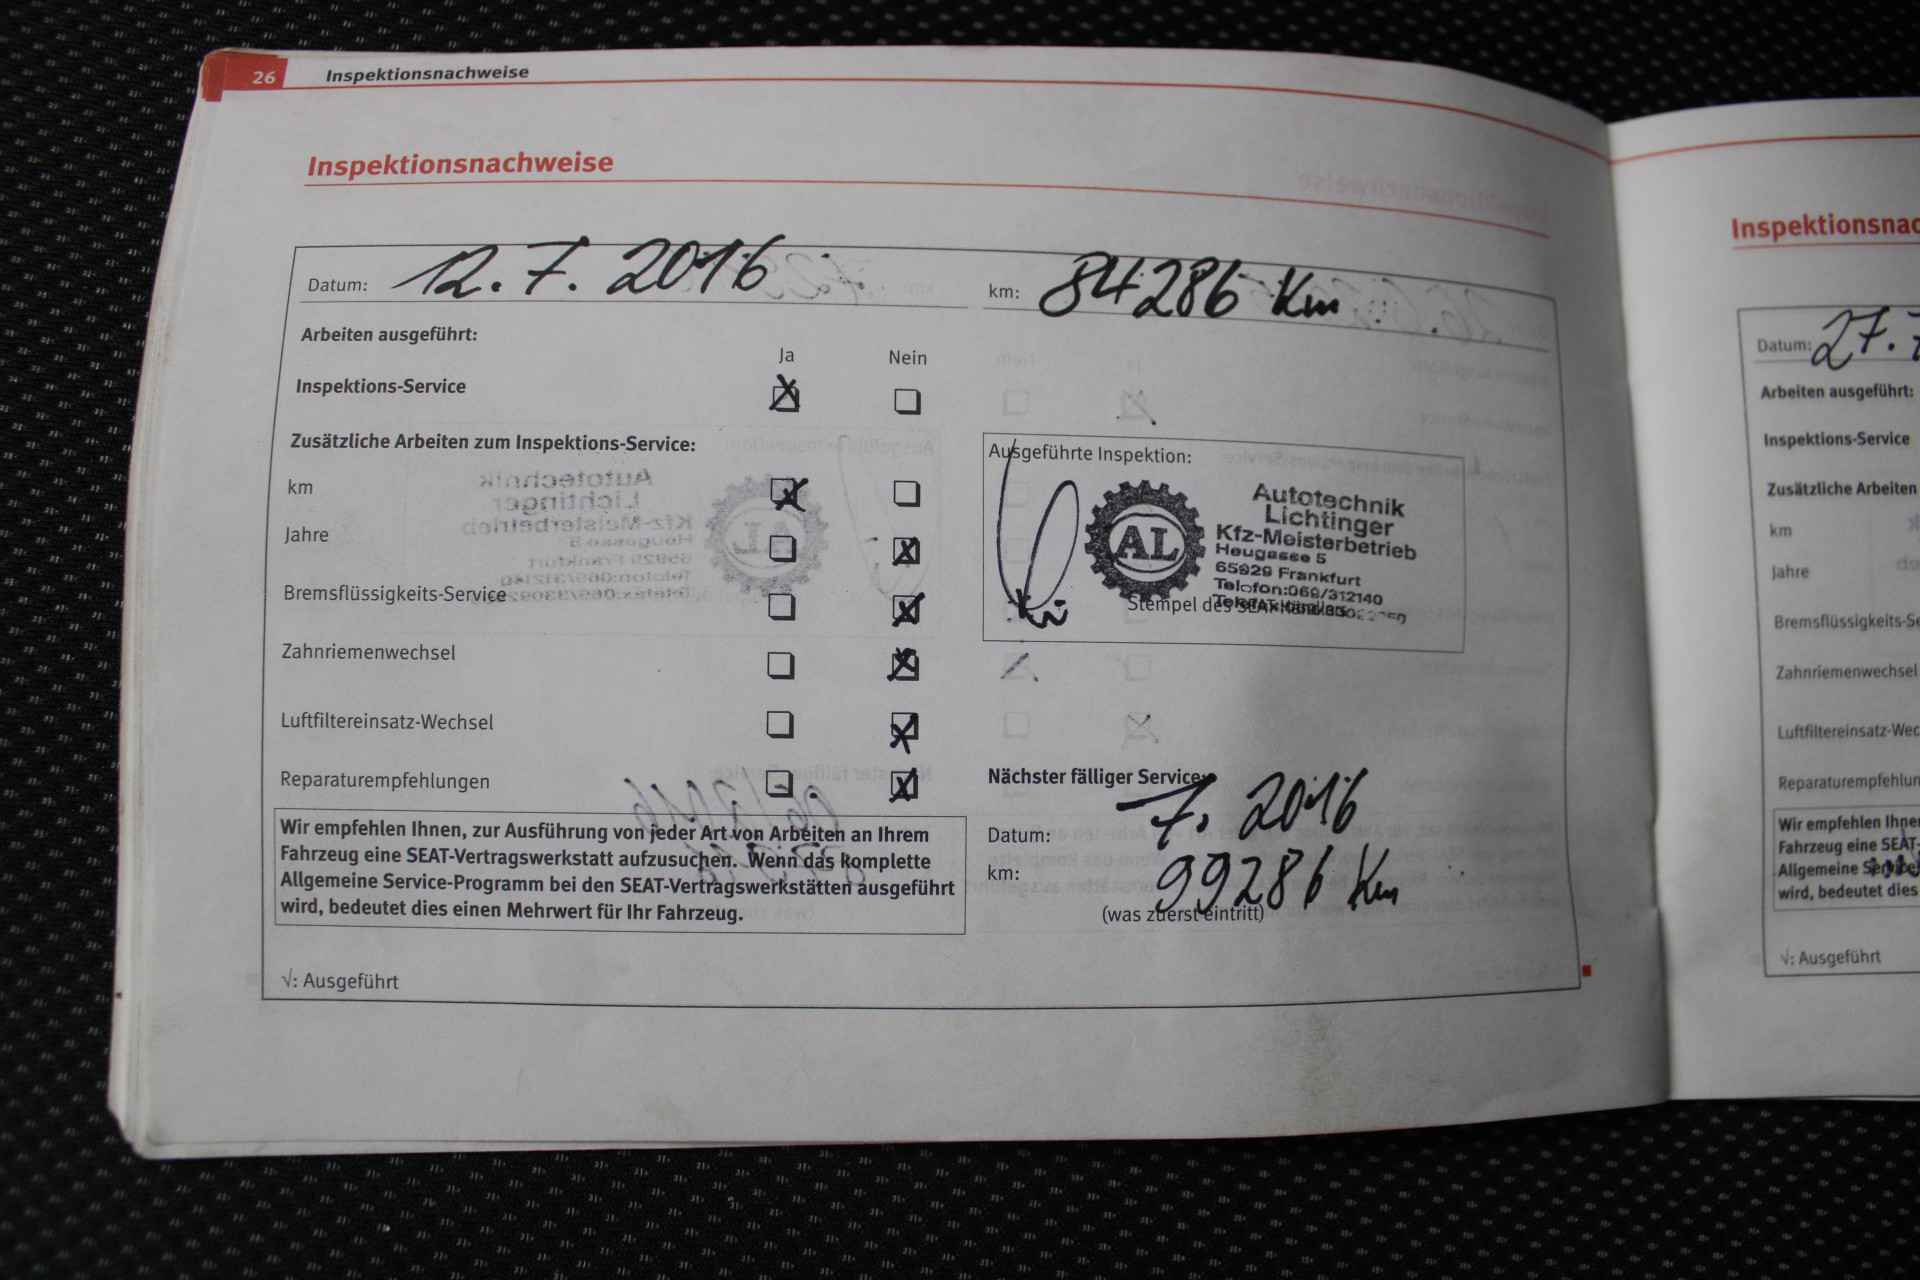 26 Inspektionsnachweise
Inspektionsnachweise
Datum: 12.7.2016 km: 84286 Km
Arbeiten ausgeführt:
Ja Nein
Inspektions-Service
Zusätzliche Arbeiten zum Inspektions-Service:
km
Jahre
Bremsflüssigkeits-Service
Zahnriemenwechsel
Luftfiltereinsatz-Wechsel
Reparaturempfehlungen
Wir empfehlen Ihnen, zur Ausführung von jeder Art von Arbeiten an Ihrem
Fahrzeug eine SEAT-Vertragswerkstatt aufzusuchen. Wenn das komplette
Allgemeine Service-Programm bei den SEAT-Vertragswerkstätten ausgeführt
wird, bedeutet dies einen Mehrwert für Ihr Fahrzeug.
√: Ausgeführt
Ausgeführte Inspektion:
AL
Autotechnik
Lichtinger
Kfz-Meisterbetrieb
Heugasse 5
65929 Frankfurt
Telefon:069/312140
Stempel des SEAT
Nächster fälliger Service:
Datum: 7. 2016
km: 99286 Km
(was zuerst eintritt)
Inspektionsnac
Datum: 27.7
Arbeiten ausgeführt:
Inspektions-Service
Zusätzliche Arbeiten
km
Jahre
Bremsflüssigkeits-Se
Zahnriemenwechsel
Luftfiltereinsatz-Wec
Reparaturempfehlun
Wir empfehlen Ihnen
Fahrzeug eine SEAT-
Allgemeine Service
wird, bedeutet dies
√: Ausgeführt